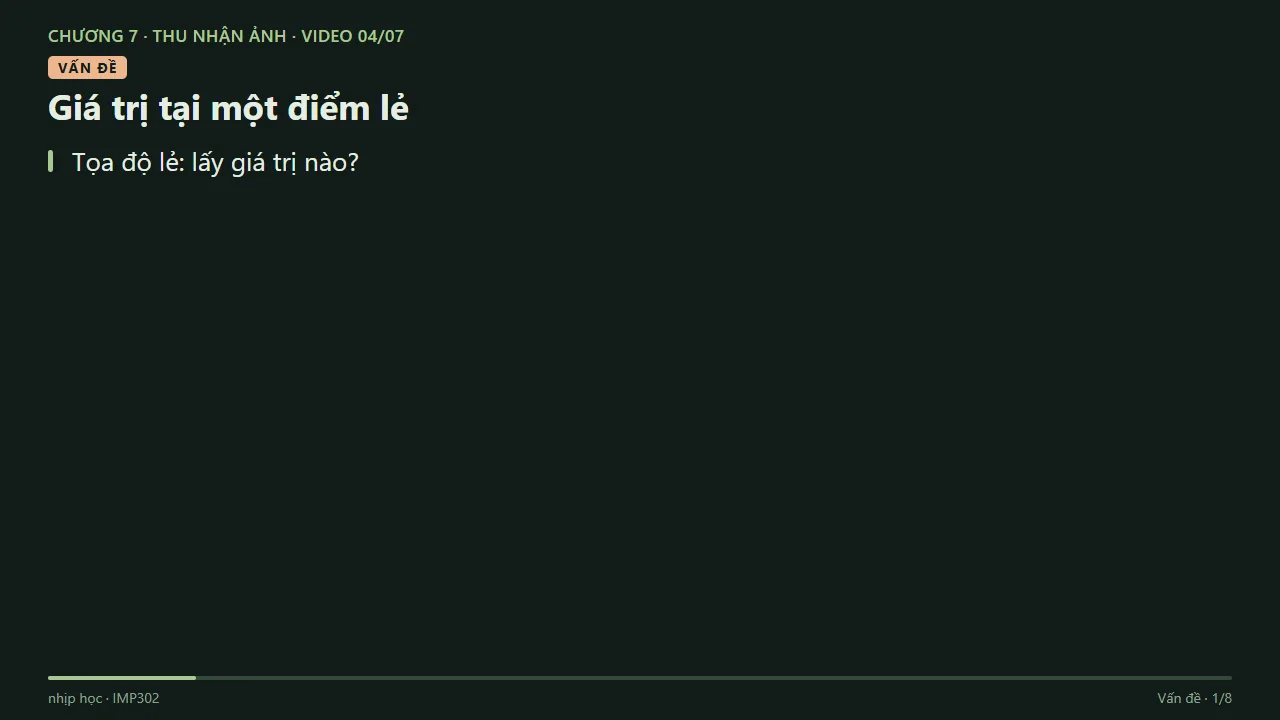 CHƯƠNG 7 · THU NHẬN ẢNH · VIDEO 04/07
VẤN ĐỀ
Giá trị tại một điểm lẻ
Tọa độ lẻ: lấy giá trị nào?
nhịp học · IMP302
Vấn đề · 1/8